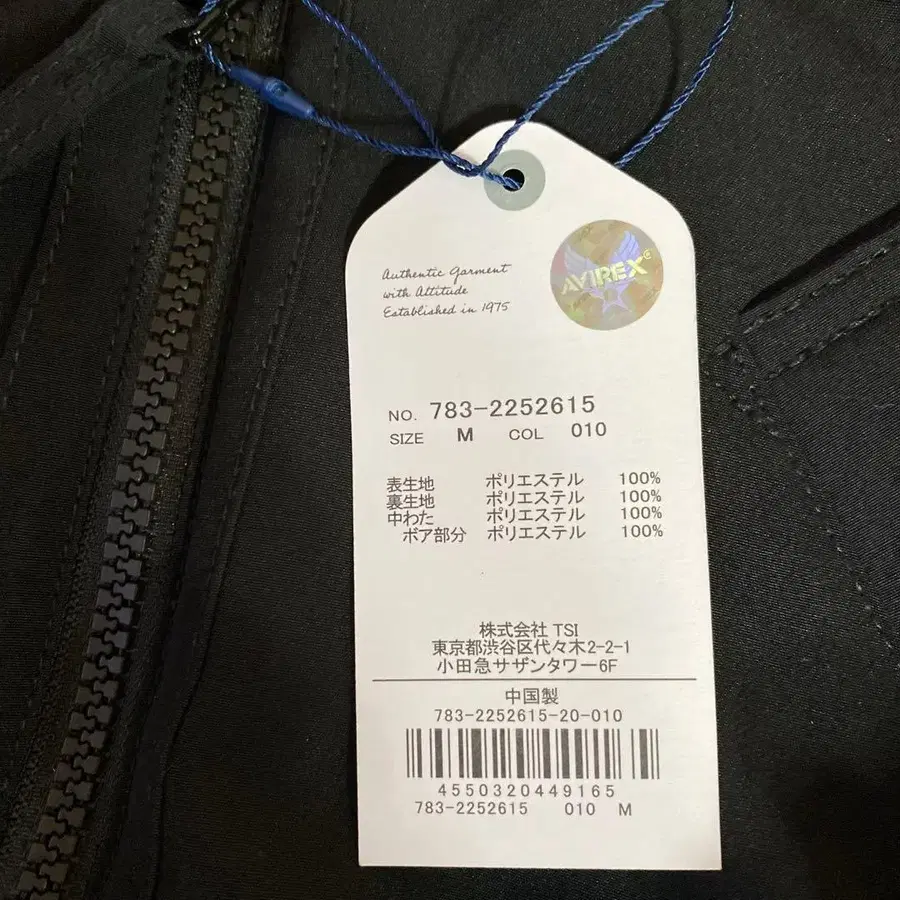 Authentic Garment
with Attitude
Established in 1975
AVIREX
NO. 783-2252615
SIZE M COL 010
表生地 ポリエステル 100%
裏生地 ポリエステル 100%
中わた ポリエステル 100%
ボア部分 ポリエステル 100%
株式会社 TSI
東京都渋谷区代々木2-2-1
小田急サザンタワー6F
中国製
783-2252615-20-010
4550320449165
783-2252615 010 M